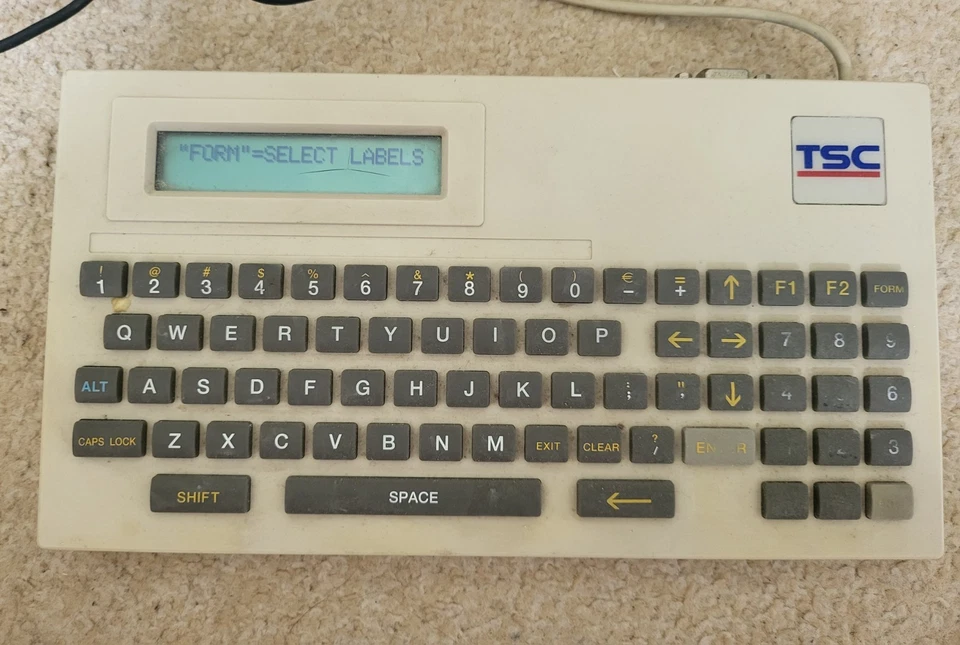 "FORM"=SELECT LABELS
TSC
! @ # $ % ^ & * ( ) € =
1 2 3 4 5 6 7 8 9 0 - + ↑ F1 F2 FORM
Q W E R T Y U I O P ← → 7 8 9
ALT A S D F G H J K L : " ↓ 4 6
; ,
CAPS LOCK Z X C V B N M EXIT CLEAR ? 3
/
SHIFT SPACE ←